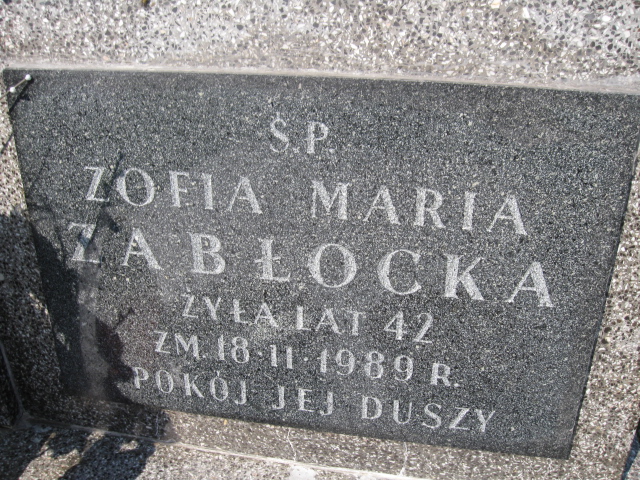 Ś.P.
ZOFIA MARIA
ZABŁOCKA
ŻYŁA LAT 42
ZM. 18·11·1989 R.
POKÓJ JEJ DUSZY